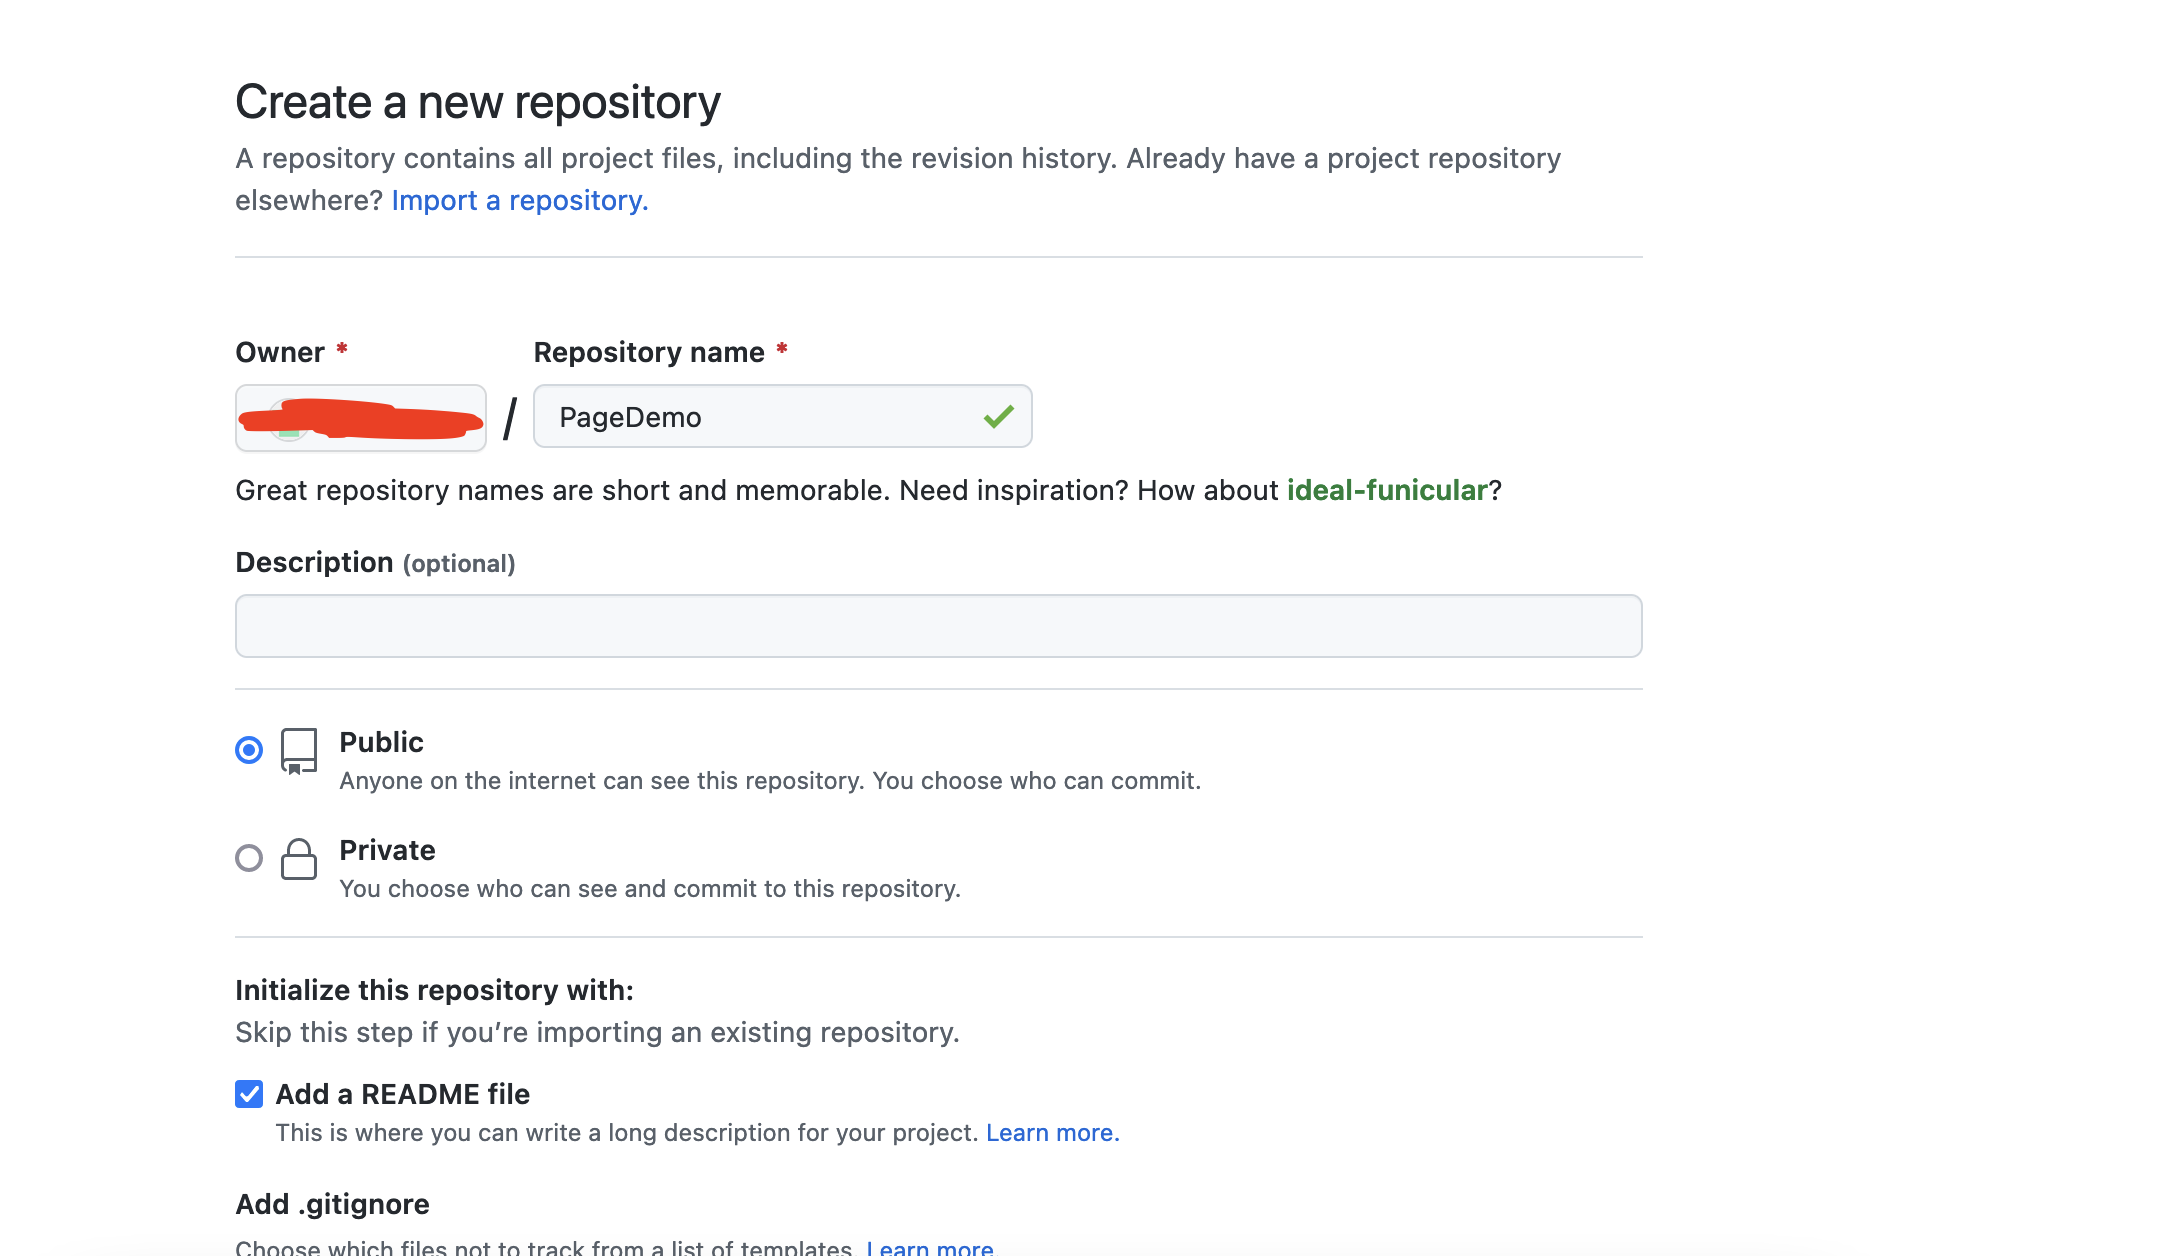 Create a new repository
A repository contains all project files, including the revision history. Already have a project repository
elsewhere? Import a repository.
Owner *
Repository name *
/
PageDemo
Great repository names are short and memorable. Need inspiration? How about ideal-funicular?
Description (optional)
Public
Anyone on the internet can see this repository. You choose who can commit.
Private
You choose who can see and commit to this repository.
Initialize this repository with:
Skip this step if you’re importing an existing repository.
Add a README file
This is where you can write a long description for your project. Learn more.
Add .gitignore
Choose which files not to track from a list of templates. Learn more.